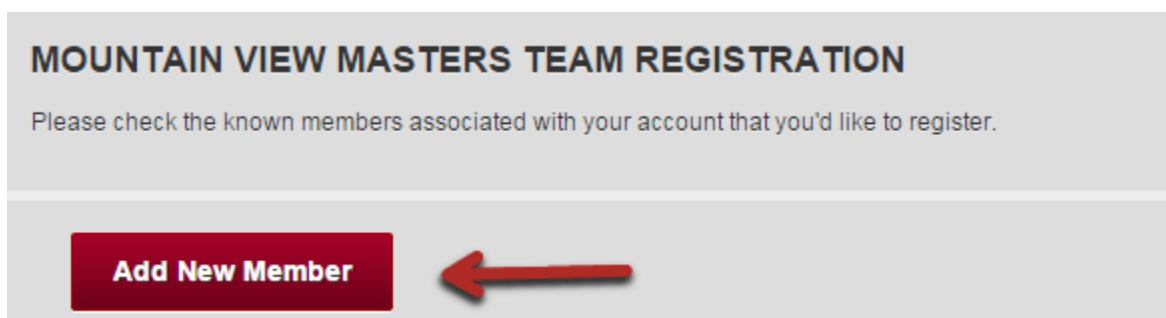 MOUNTAIN VIEW MASTERS TEAM REGISTRATION
Please check the known members associated with your account that you'd like to register.
Add New Member